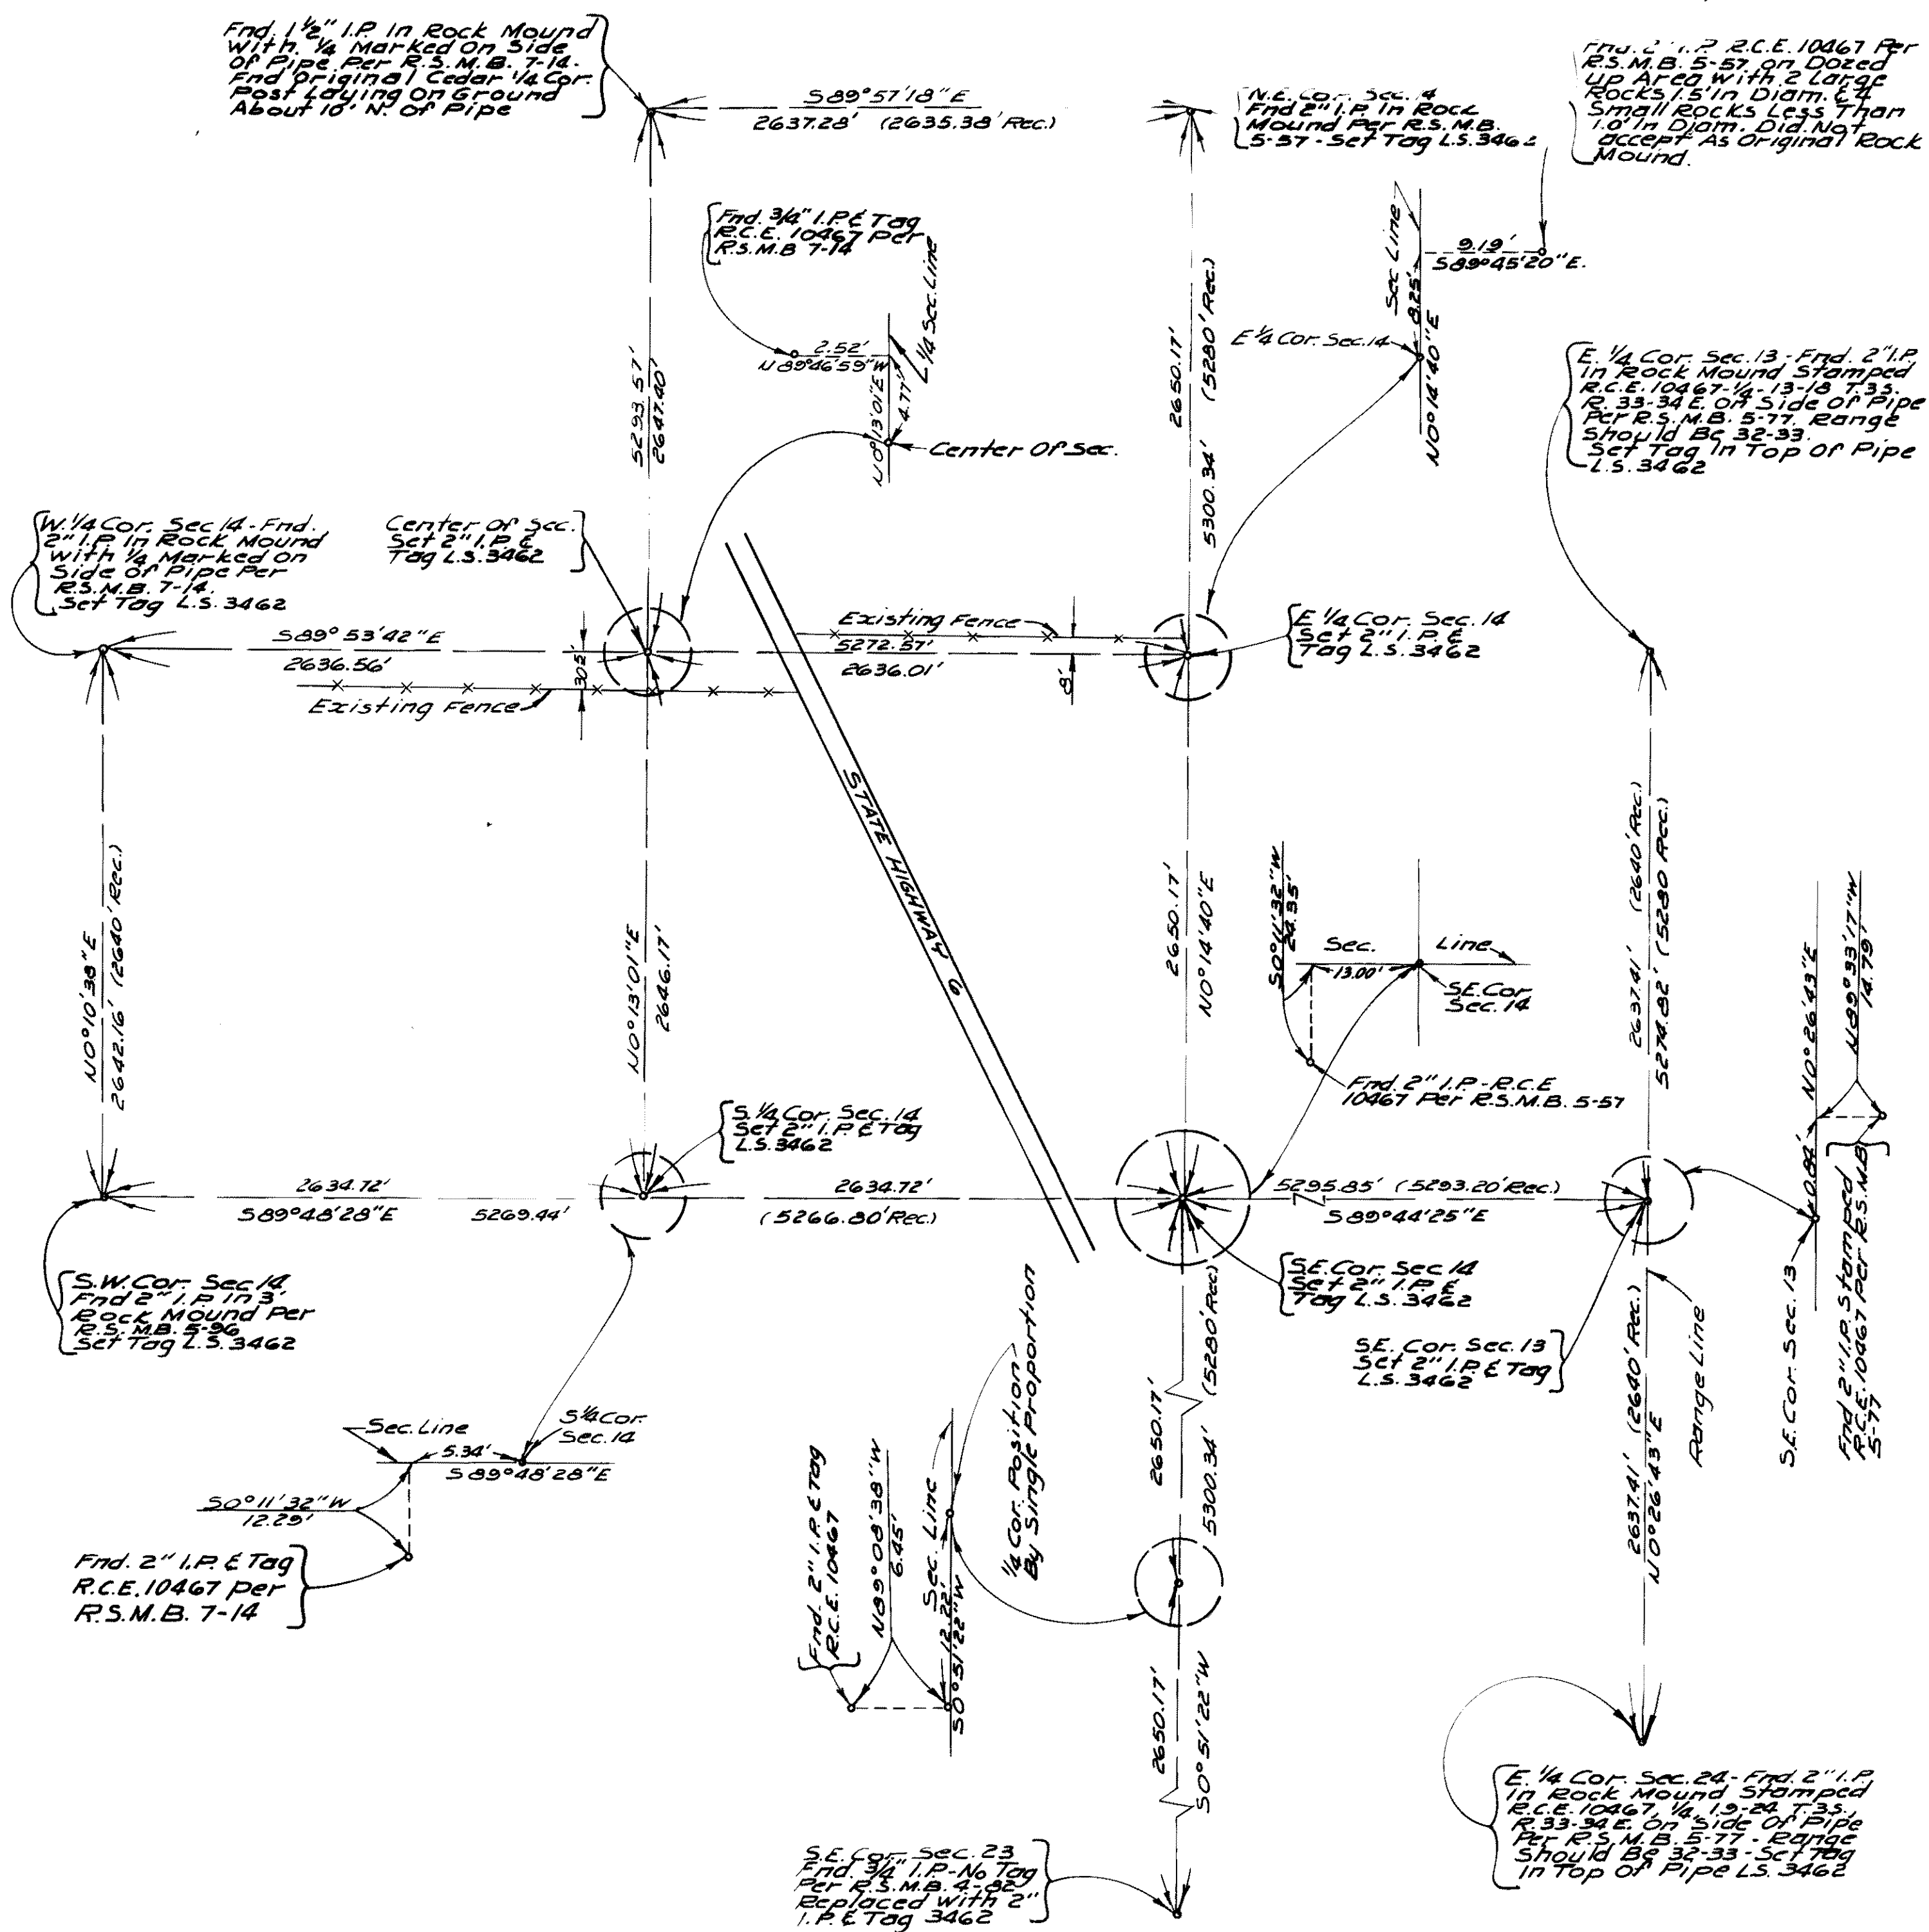 Fnd. 1 1/2" I.P. In Rock Mound
With 1/4 Marked On Side
Of Pipe Per R.S.M.B. 7-14.
Fnd Original Cedar 1/4 Cor.
Post Laying On Ground
About 10' N. Of Pipe
S89°57'18"E
2637.28' (2635.38' Rec.)
N.E. Cor. Sec. 14
Fnd 2" I.P. In Rock
Mound Per R.S.M.B.
5-57 - Set Tag L.S. 3462
Fnd. 2" I.P. R.C.E. 10467 Per
R.S.M.B. 5-57 on Dozed
up Area With 2 Large
Rocks 1.5' In Diam. & 4
Small Rocks Less Than
1.0' In Diam. Did Not
accept As Original Rock
Mound.
Fnd. 3/4" I.P. & Tag
R.C.E. 10467 Per
R.S.M.B 7-14
1/4 Sec. Line
2.52'
N89°46'59"W
N0°13'01"E
4.77'
Center Of Sec.
5293.57'
2647.40'
2650.17'
5300.34' (5280' Rec)
Sec Line
9.19'
S89°45'20"E.
8.25'
N0°14'40"E
E 1/4 Cor. Sec. 14
E. 1/4 Cor. Sec. 13 - Fnd. 2" I.P.
In Rock Mound Stamped
R.C.E. 10467-1/4-13-18 T.3S.
R. 33-34 E. On Side Of Pipe
Per R.S.M.B. 5-77. Range
Should Be 32-33.
Set Tag In Top Of Pipe
L.S. 3462
W. 1/4 Cor. Sec 14 - Fnd.
2" I.P. In Rock Mound
With 1/4 Marked on
Side of Pipe Per
R.S.M.B. 7-14.
Set Tag L.S. 3462
Center Of Sec.
Set 2" I.P. &
Tag L.S. 3462
S89°53'42"E
2636.56'
Existing Fence
Existing Fence
5272.57'
2636.01'
8'
E 1/4 Cor. Sec. 14
Set 2" I.P. &
Tag L.S. 3462
STATE HIGHWAY 6
N0°10'38"E
2642.16' (2640' Rec.)
N0°13'01"E
2646.17'
2650.17'
N0°14'40"E
S0°11'32"W
24.35'
Sec. Line
13.00'
S.E. Cor
Sec. 14
Fnd. 2" I.P.-R.C.E
10467 Per R.S.M.B. 5-57
2637.41' (2640' Rec.)
5274.82' (5280 Rec.)
N0°26'43"E
N89°33'17"W
14.79'
10.84'
S.E. Cor. Sec. 13
Fnd 2" I.P. Stamped
R.C.E. 10467 Per R.S.M.B
5-77
S. 1/4 Cor. Sec. 14
Set 2" I.P. & Tag
L.S. 3462
2634.72'
S89°48'28"E 5269.44'
2634.72'
(5266.80' Rec)
5295.85' (5293.20' Rec.)
S89°44'25"E
S.E. Cor. Sec 14
Set 2" I.P. &
Tag L.S. 3462
S.E. Cor. Sec. 13
Set 2" I.P. & Tag
L.S. 3462
S.W. Cor. Sec 14
Fnd 2" I.P. In 3'
Rock Mound Per
R.S.M.B. 5-96
Set Tag L.S. 3462
Sec. Line
S 1/4 Cor.
Sec. 14
5.34'
S89°48'28"E
S0°11'32"W
12.29'
Fnd. 2" I.P. & Tag
R.C.E. 10467 Per
R.S.M.B. 7-14
Fnd. 2" I.P. & Tag
R.C.E. 10467
N89°08'38"W
6.45'
Sec. Line
12.22'
S0°51'22"W
1/4 Cor. Position
By Single Proportion
2650.17'
5300.34' (5280' Rec)
2650.17'
S0°51'22"W
2637.41' (2640' Rec.)
N0°26'43"E
Range Line
S.E. Cor. Sec. 23
Fnd. 3/4" I.P.-No Tag
Per R.S.M.B. 4-82
Replaced With 2"
I.P. & Tag 3462
E. 1/4 Cor. Sec. 24 - Fnd. 2" I.P.
In Rock Mound Stamped
R.C.E. 10467, 1/4, 19-24 T.3S.,
R. 33-34 E. On Side Of Pipe
Per R.S.M.B. 5-77 - Range
Should Be 32-33 - Set Tag
In Top Of Pipe L.S. 3462